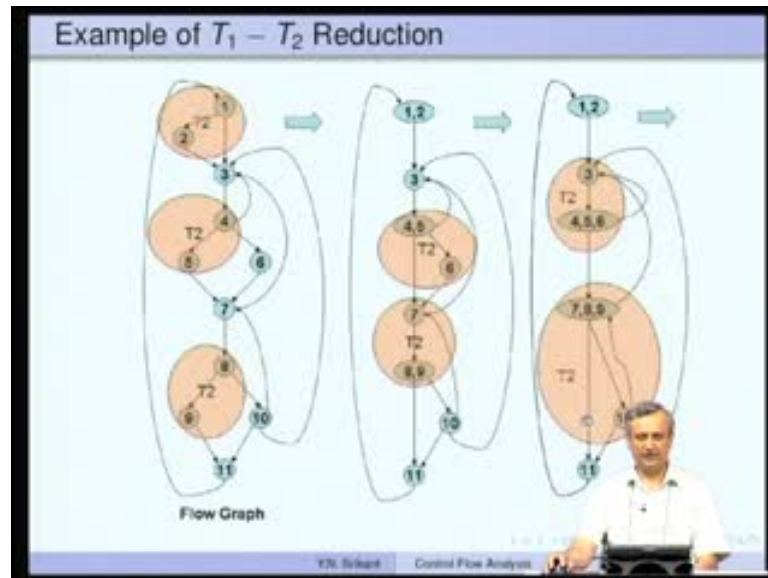 Example of T₁ – T₂ Reduction
1
T2
2
3
4
T2
5
6
7
8
T2
9
10
11
Flow Graph
1,2
3
4,5
T2
6
7
T2
8,9
10
11
1,2
3
T2
4,5,6
7,8,9
T2
11
Y.N. Srikant
Control Flow Analysis